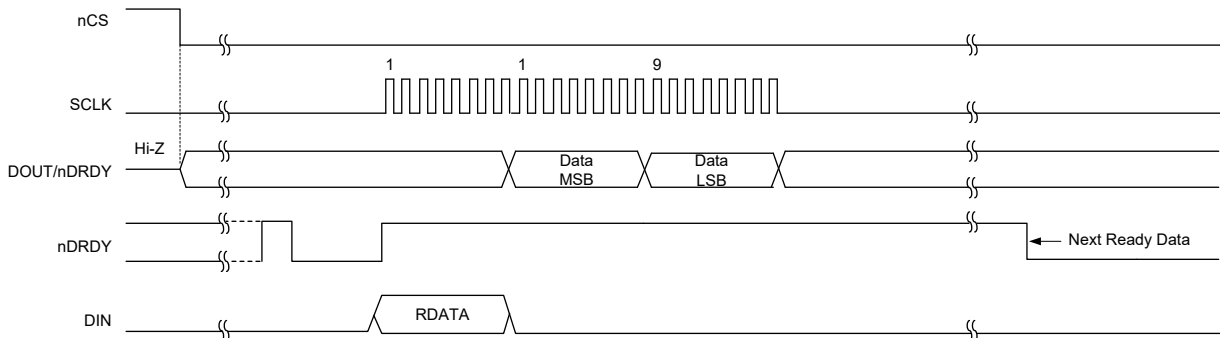 nCS
1 1 9
SCLK
Hi-Z
DOUT/nDRDY
Data
MSB
Data
LSB
nDRDY
Next Ready Data
DIN
RDATA